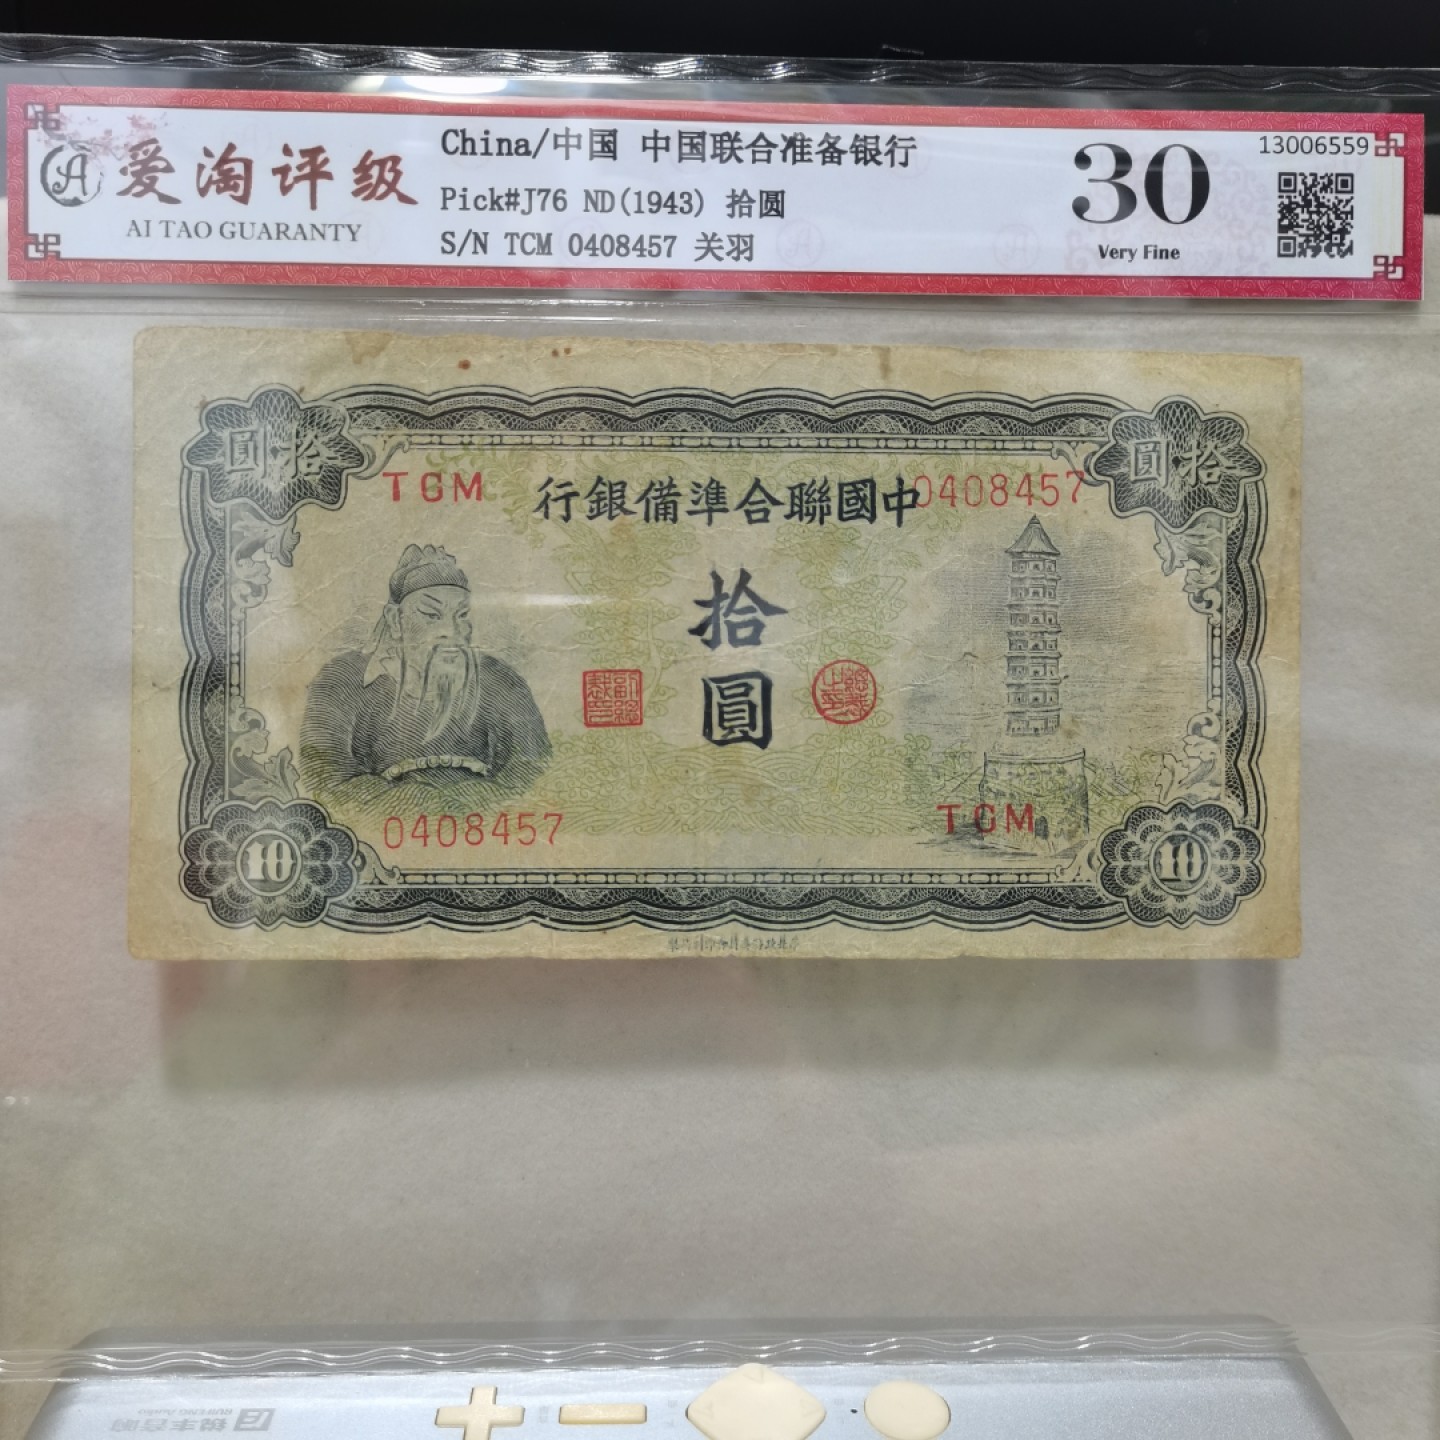 China/中国 中国联合准备银行
爱淘评级
AI TAO GUARANTY
Pick#J76 ND(1943) 拾圆
S/N TCM 0408457 关羽
30
Very Fine
13006559
圓拾
圓拾
TCM
行銀備準合聯國中
0408457
拾
圓
0408457
TCM
10
10